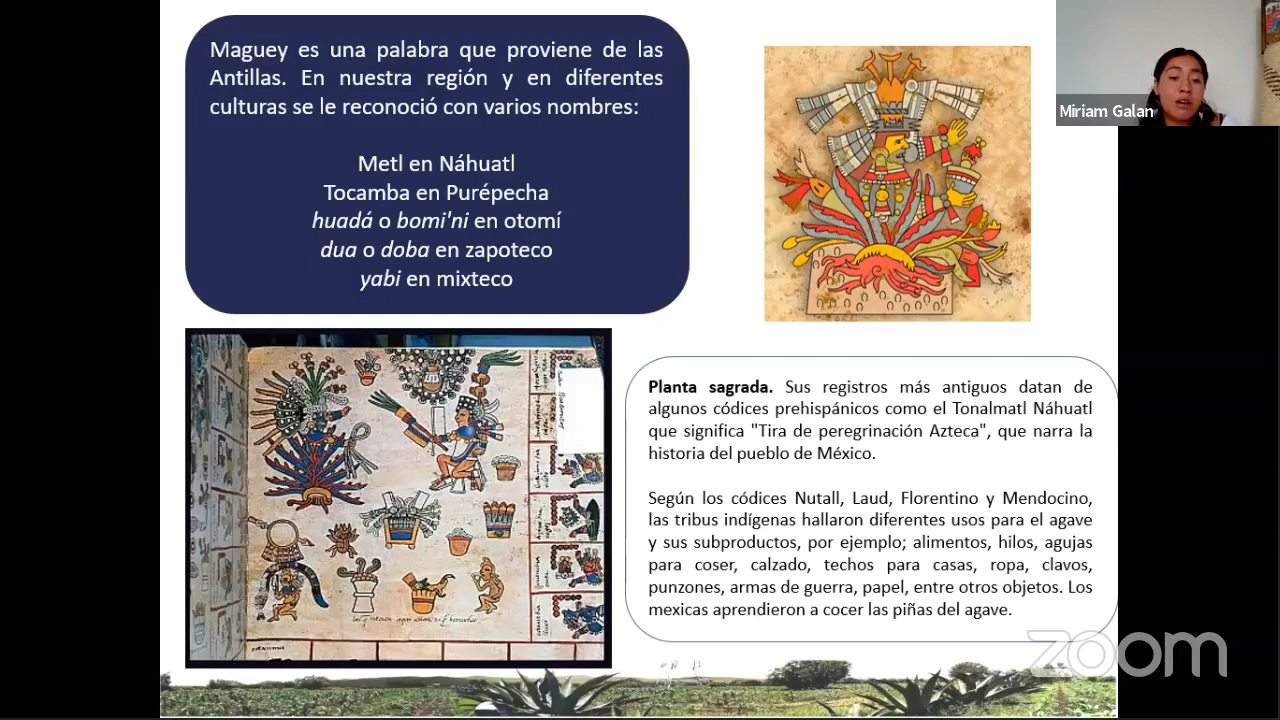 Maguey es una palabra que proviene de las
Antillas. En nuestra región y en diferentes
culturas se le reconoció con varios nombres:
Metl en Náhuatl
Tocamba en Purépecha
huadá o bomi'ni en otomí
dua o doba en zapoteco
yabi en mixteco
Miriam Galan
Planta sagrada. Sus registros más antiguos datan de
algunos códices prehispánicos como el Tonalmatl Náhuatl
que significa "Tira de peregrinación Azteca", que narra la
historia del pueblo de México.
Según los códices Nutall, Laud, Florentino y Mendocino,
las tribus indígenas hallaron diferentes usos para el agave
y sus subproductos, por ejemplo; alimentos, hilos, agujas
para coser, calzado, techos para casas, ropa, clavos,
punzones, armas de guerra, papel, entre otros objetos. Los
mexicas aprendieron a cocer las piñas del agave.
zoom